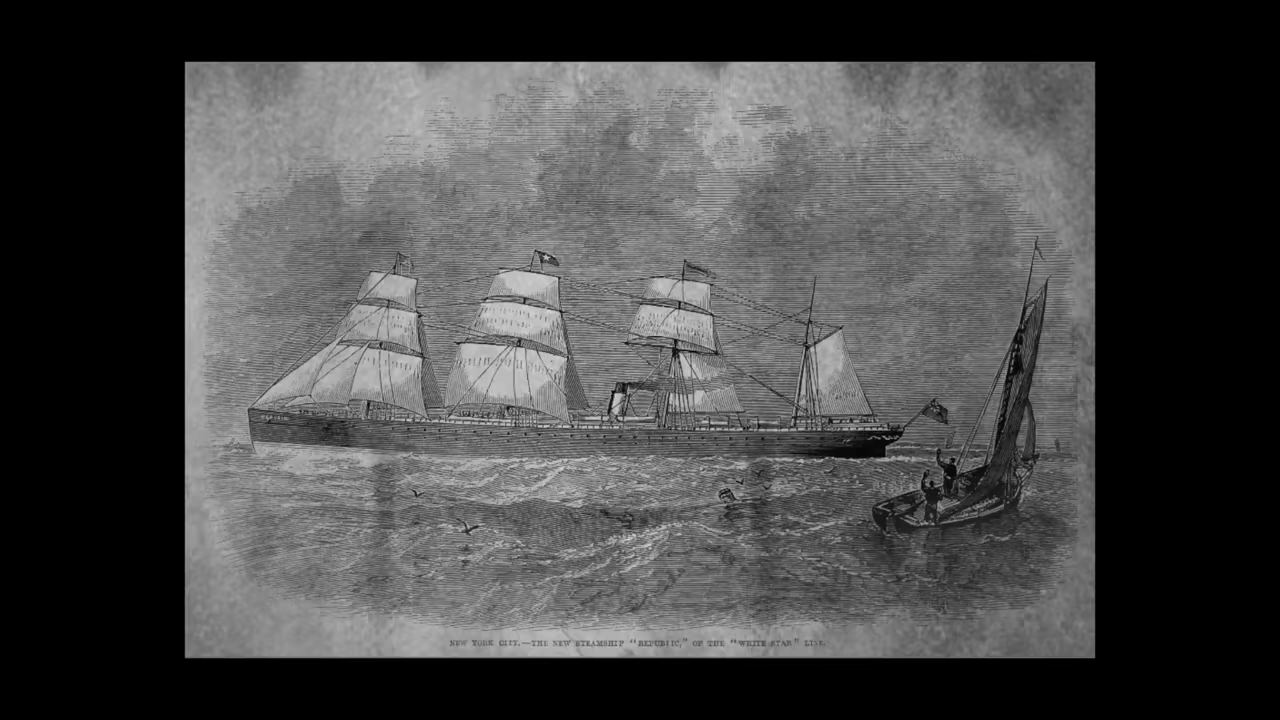 NEW YORK CITY.—THE NEW STEAMSHIP "REPUBLIC," OF THE "WHITE STAR" LINE.